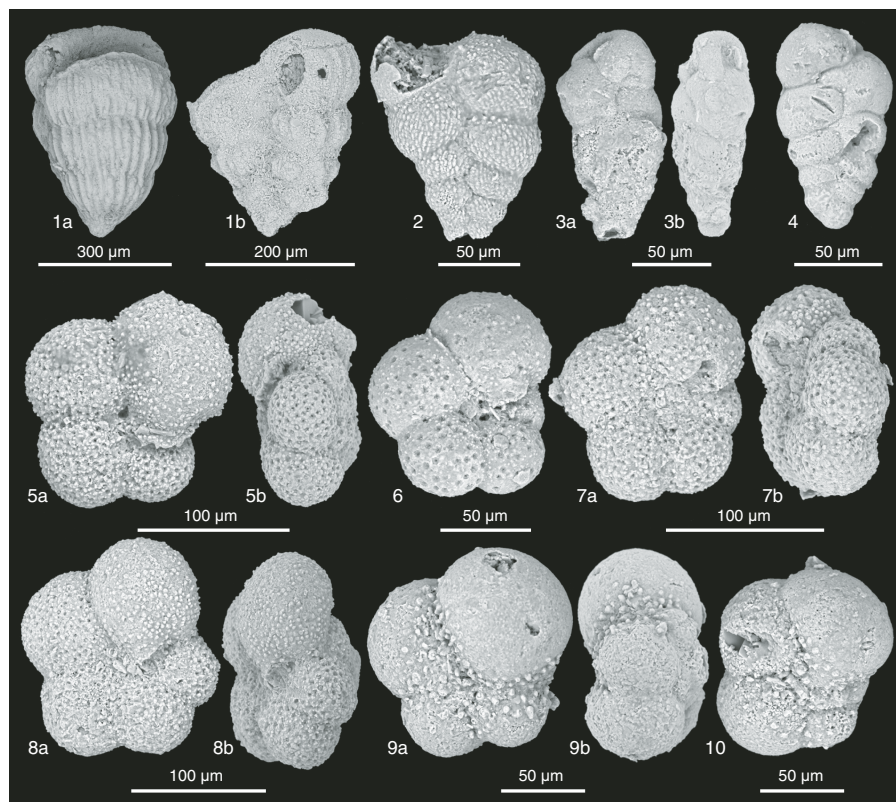 1a 1b 2 3a 3b 4
300 µm 200 µm 50 µm 50 µm 50 µm
5a 5b 6 7a 7b
100 µm 50 µm 100 µm
8a 8b 9a 9b 10
100 µm 50 µm 50 µm